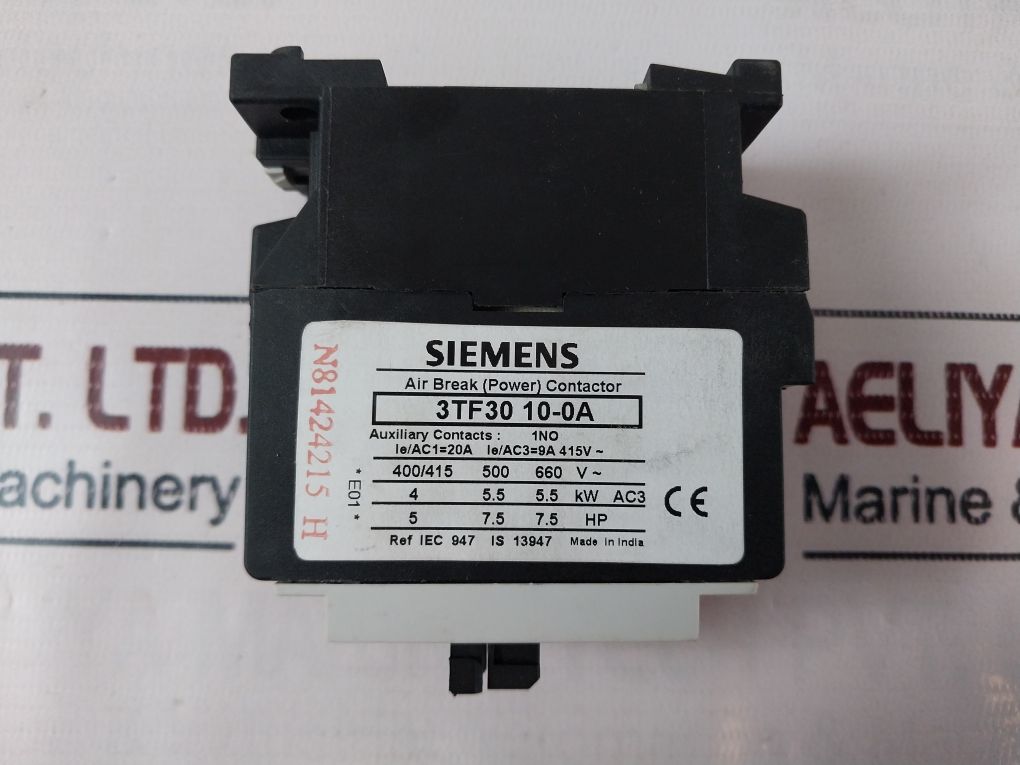 SIEMENS
Air Break (Power) Contactor
3TF30 10-0A
Auxiliary Contacts : 1NO
Ie/AC1=20A Ie/AC3=9A 415V ~
400/415 500 660 V ~
4 5.5 5.5 kW AC3
5 7.5 7.5 HP
Ref IEC 947 IS 13947 Made in India
N81424215 H
* E01 *
CE
T. LTD.
achinery
AELIYA
Marine &